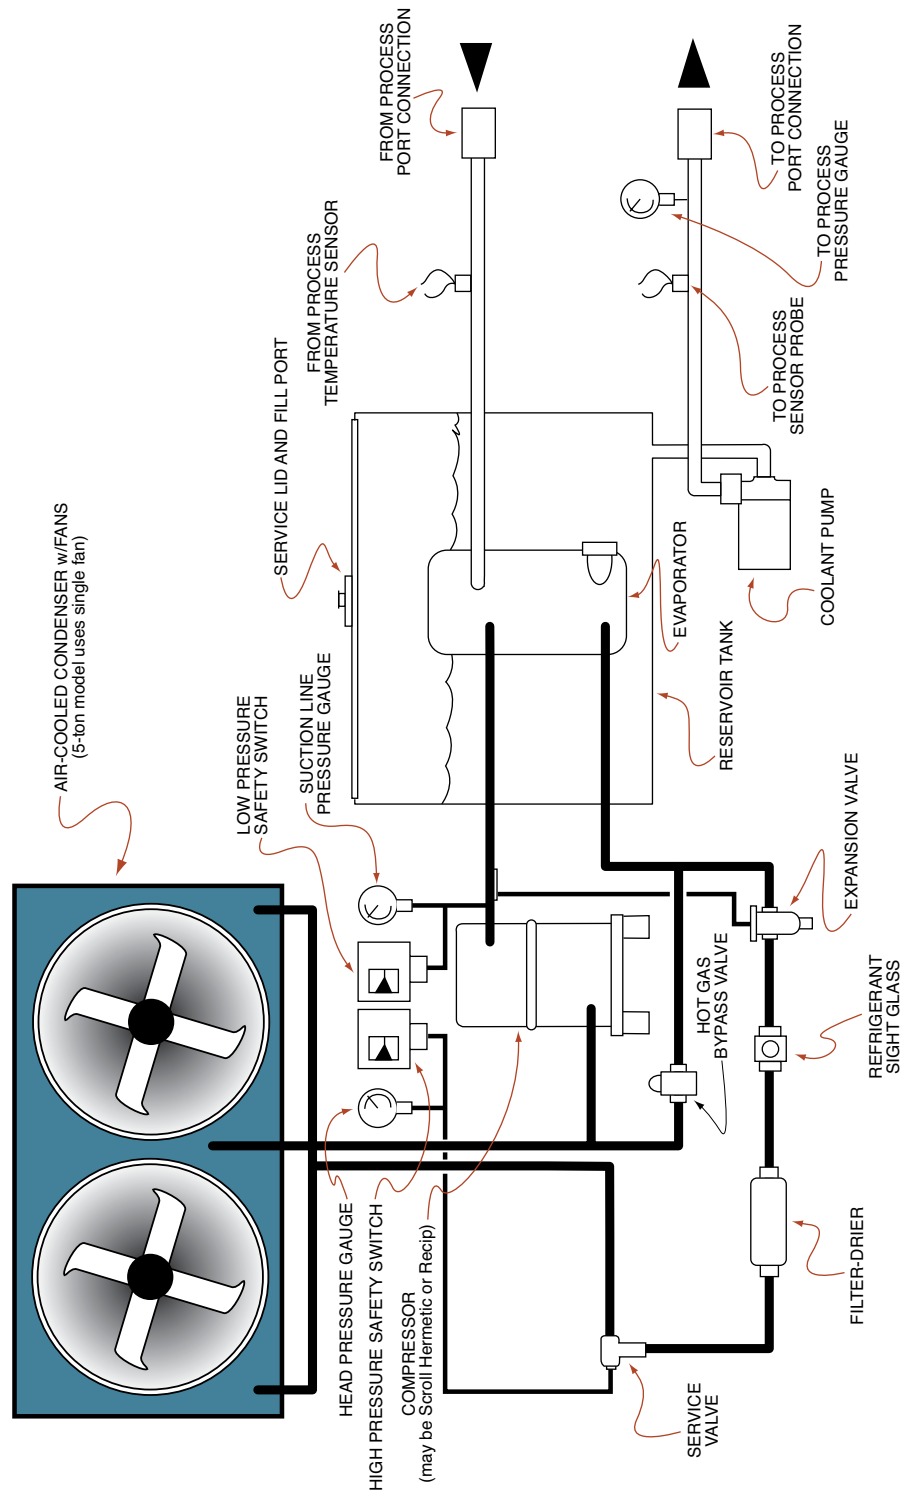 AIR-COOLED CONDENSER w/FANS
(5-ton model uses single fan)
LOW PRESSURE
SAFETY SWITCH
SUCTION LINE
PRESSURE GAUGE
SERVICE LID AND FILL PORT
FROM PROCESS
TEMPERATURE SENSOR
FROM PROCESS
PORT CONNECTION
HEAD PRESSURE GAUGE
HIGH PRESSURE SAFETY SWITCH
COMPRESSOR
(may be Scroll Hermetic or Recip)
SERVICE
VALVE
FILTER-DRIER
REFRIGERANT
SIGHT GLASS
HOT GAS
BYPASS VALVE
EXPANSION VALVE
RESERVOIR TANK
EVAPORATOR
COOLANT PUMP
TO PROCESS
SENSOR PROBE
TO PROCESS
PRESSURE GAUGE
TO PROCESS
PORT CONNECTION